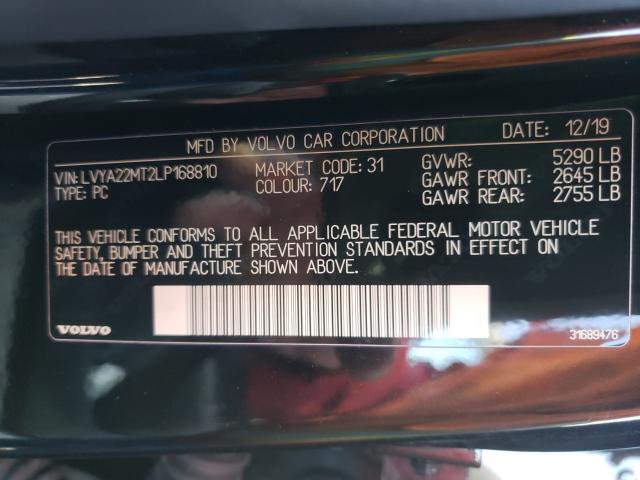 MFD BY VOLVO CAR CORPORATION DATE: 12/19
VIN: LVYA22MT2LP168810 MARKET CODE: 31 GVWR: 5290 LB
TYPE: PC COLOUR: 717 GAWR FRONT: 2645 LB
GAWR REAR: 2755 LB
THIS VEHICLE CONFORMS TO ALL APPLICABLE FEDERAL MOTOR VEHICLE
SAFETY, BUMPER AND THEFT PREVENTION STANDARDS IN EFFECT ON
THE DATE OF MANUFACTURE SHOWN ABOVE.
VOLVO 31689476